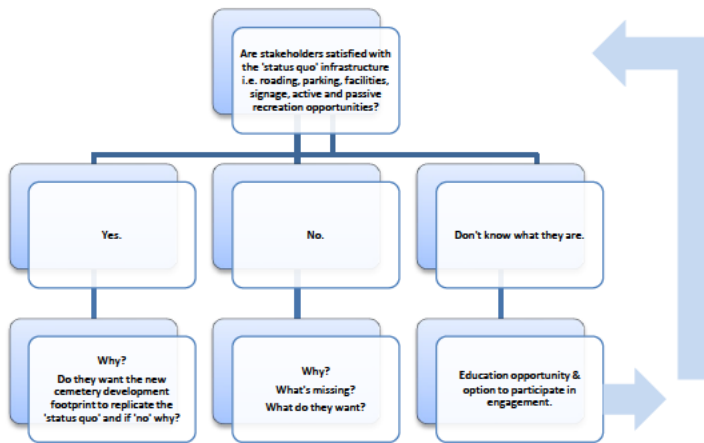 Are stakeholders satisfied with
the 'status quo' infrastructure
i.e. roading, parking, facilities,
signage, active and passive
recreation opportunities?
Yes.
No.
Don't know what they are.
Why?
Do they want the new
cemetery development
footprint to replicate the
'status quo' and if 'no' why?
Why?
What's missing?
What do they want?
Education opportunity &
option to participate in
engagement.